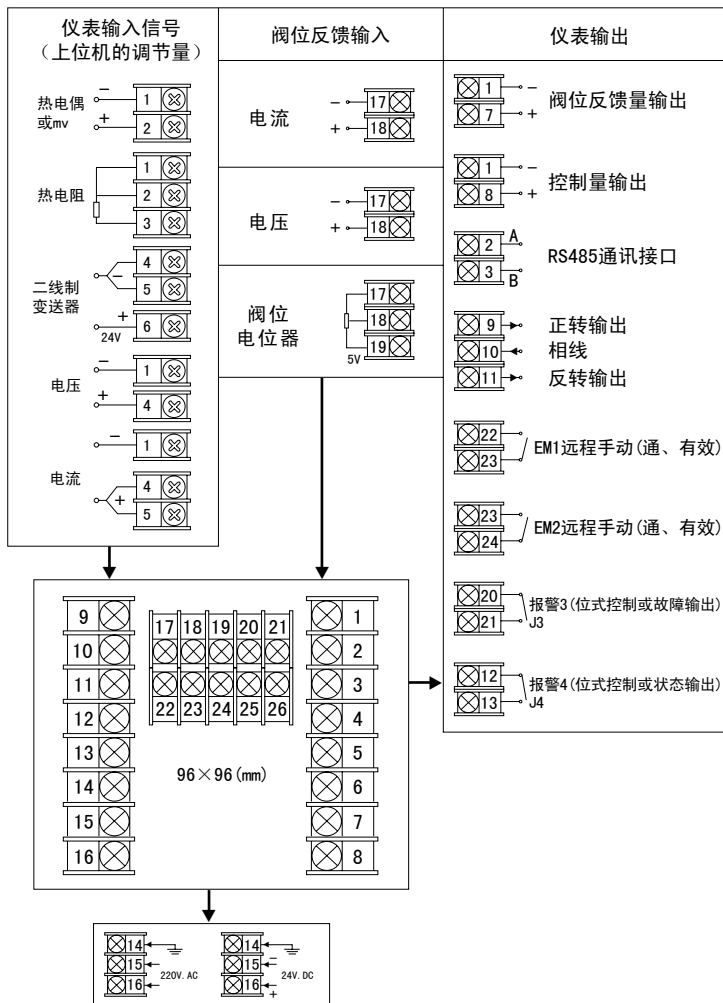 仪表输入信号
(上位机的调节量)
热电偶
或mv
−
+
1
2
热电阻
1
2
3
二线制
变送器
−
4
5
+
24V
6
电压
−
+
1
4
电流
−
1
+
4
5
阀位反馈输入
电流
−
+
17
18
电压
−
+
17
18
阀位
电位器
17
18
19
5V
仪表输出
1
−
7
+
阀位反馈量输出
1
−
8
+
控制量输出
2
A
3
B
RS485通讯接口
9
正转输出
10
相线
11
反转输出
22
23
EM1远程手动(通、有效)
23
24
EM2远程手动(通、有效)
20
21
报警3(位式控制或故障输出)
J3
12
13
报警4(位式控制或状态输出)
J4
9
10
11
12
13
14
15
16
17 18 19 20 21
22 23 24 25 26
96×96(mm)
1
2
3
4
5
6
7
8
14
15
16
220V.AC
14
15
−
16
+
24V.DC